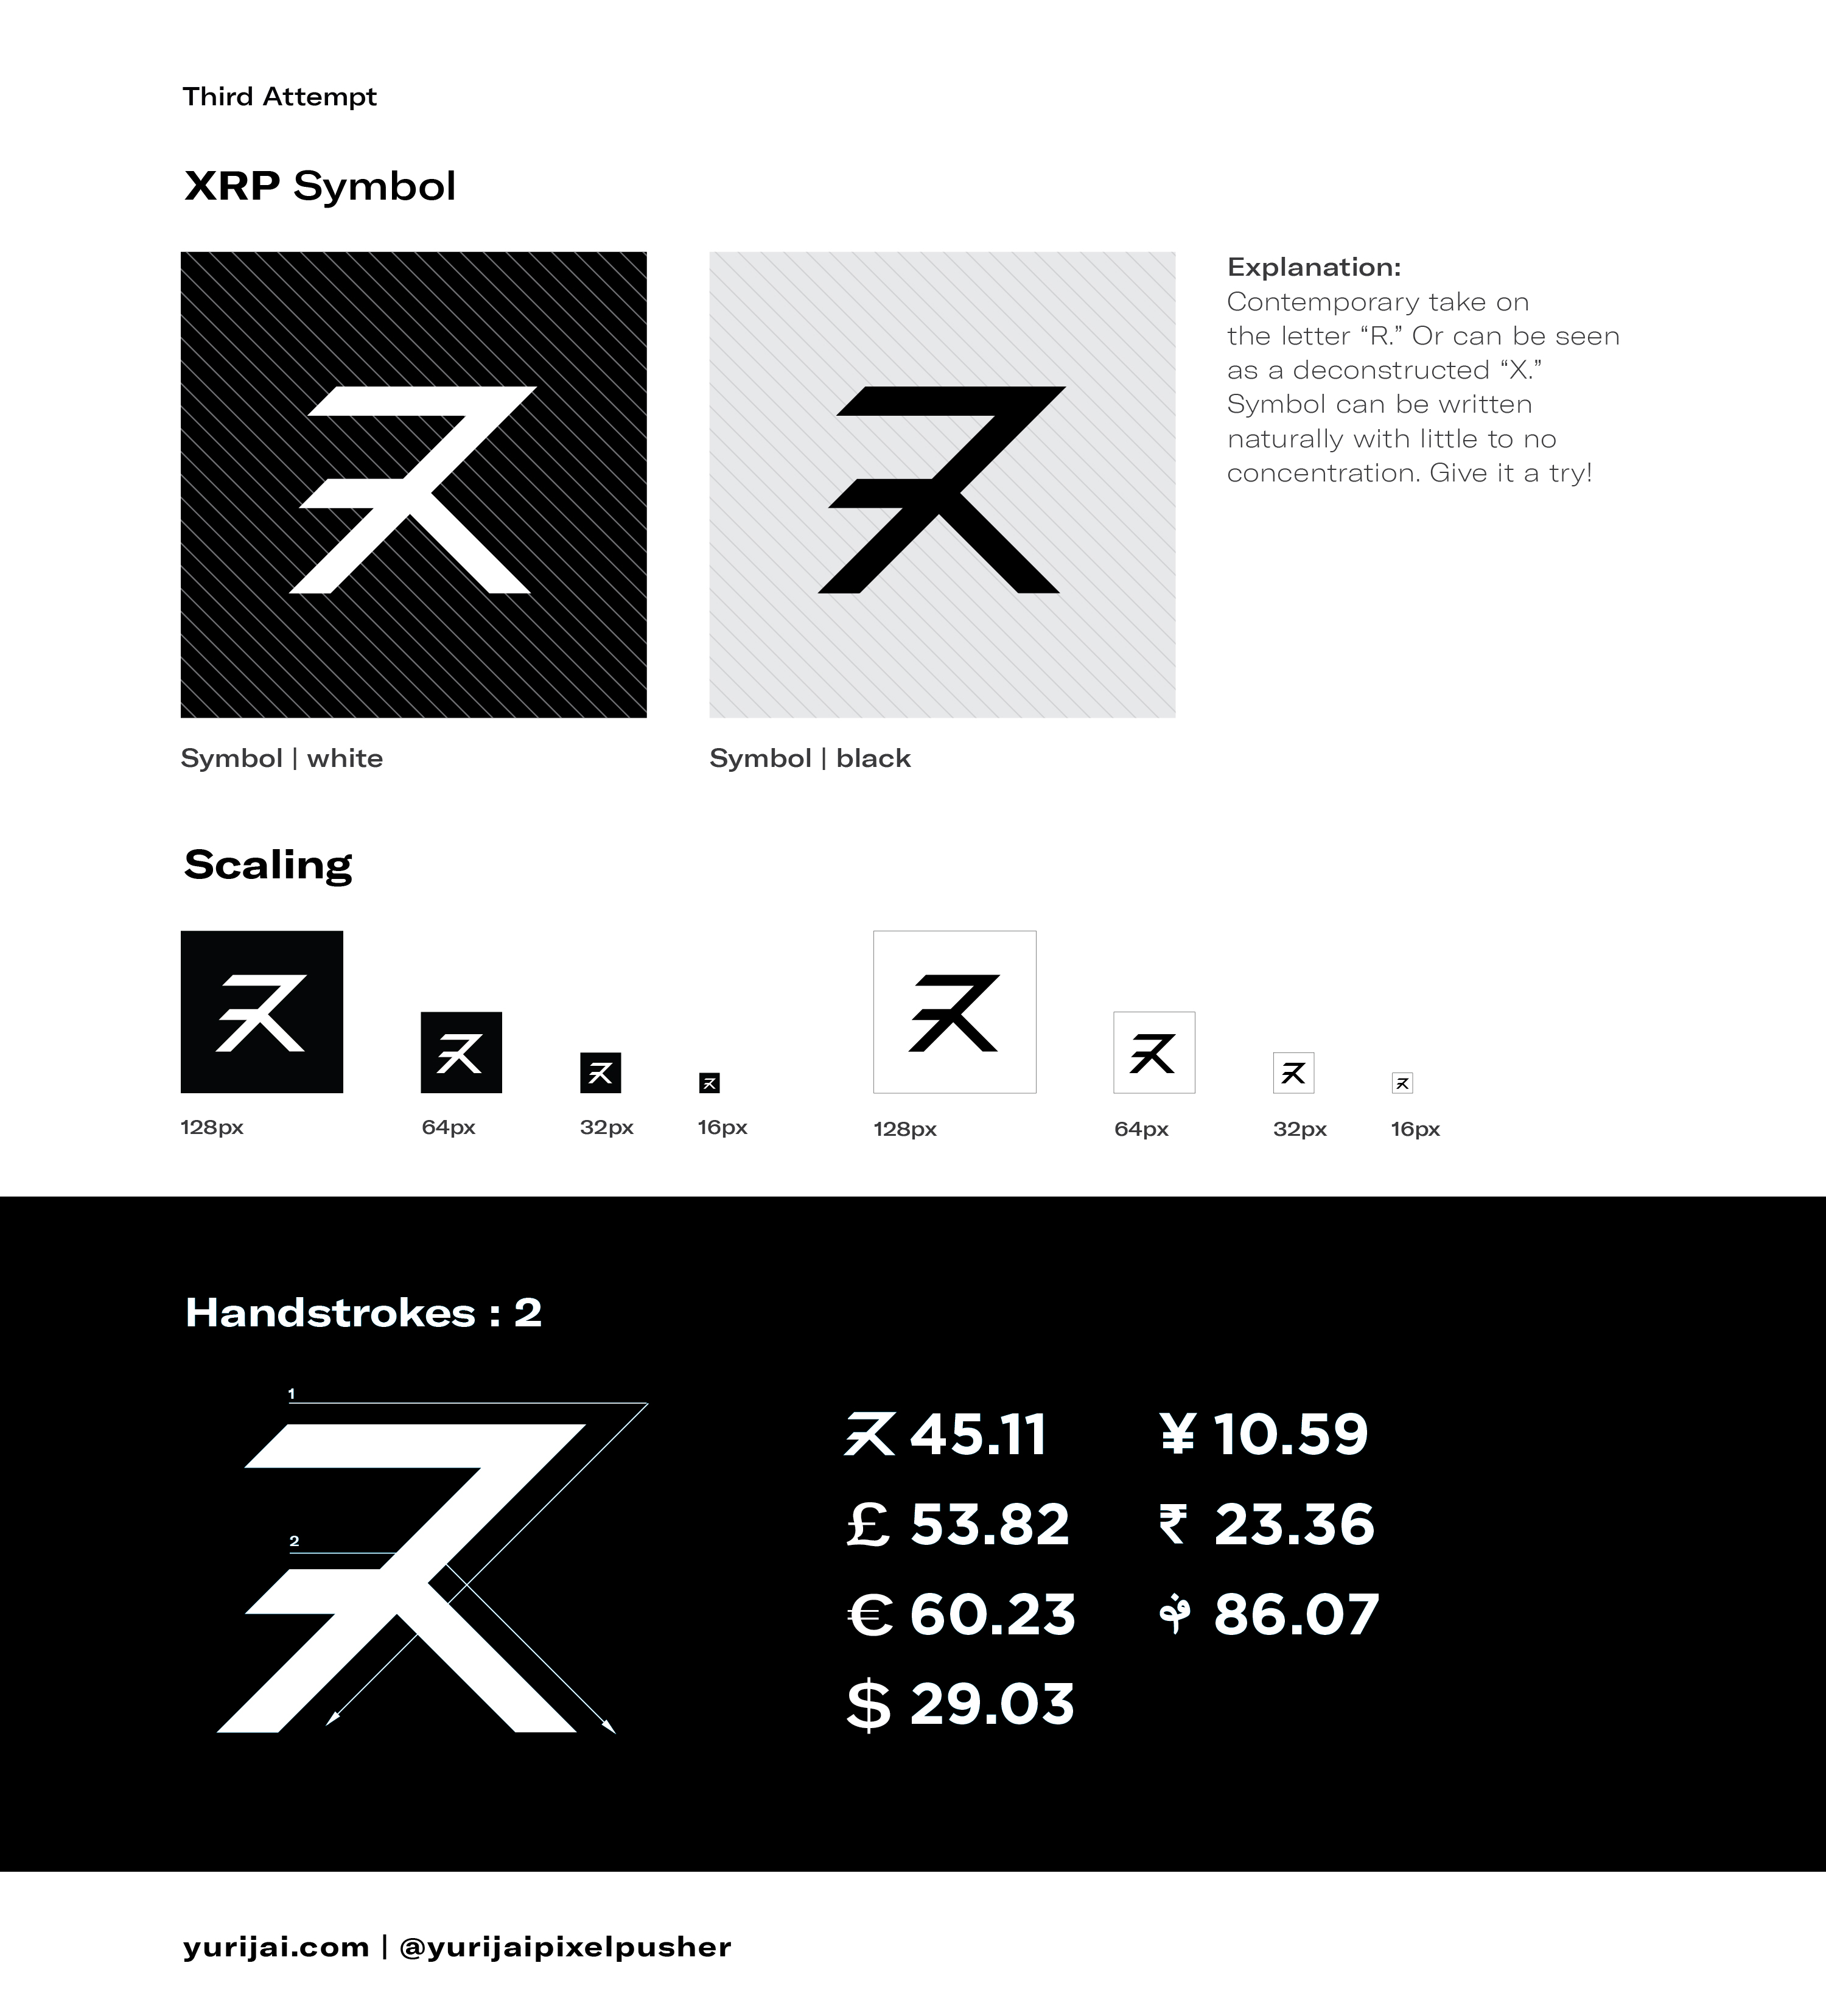 Third Attempt
XRP Symbol
Explanation:
Contemporary take on
the letter “R.” Or can be seen
as a deconstructed “X.”
Symbol can be written
naturally with little to no
concentration. Give it a try!
Symbol | white
Symbol | black
Scaling
128px
64px
32px
16px
128px
64px
32px
16px
Handstrokes : 2
1
2
45.11
£ 53.82
€ 60.23
$ 29.03
¥ 10.59
₹ 23.36
؋ 86.07
yurijai.com | @yurijaipixelpusher